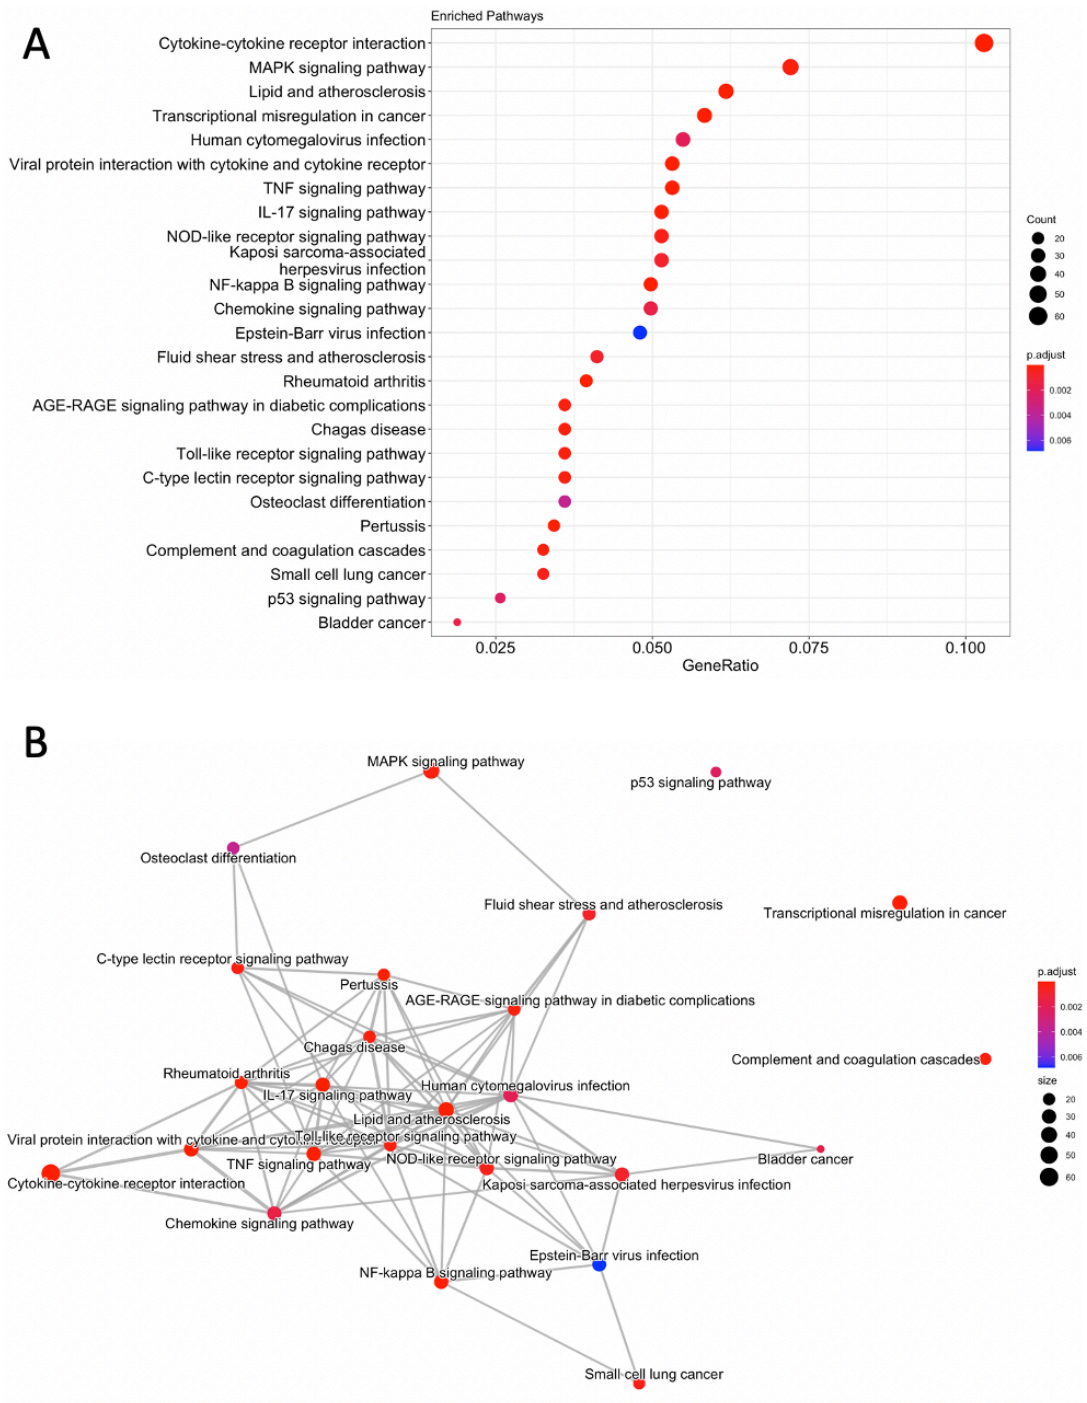 A
Enriched Pathways
Cytokine-cytokine receptor interaction
MAPK signaling pathway
Lipid and atherosclerosis
Transcriptional misregulation in cancer
Human cytomegalovirus infection
Viral protein interaction with cytokine and cytokine receptor
TNF signaling pathway
IL-17 signaling pathway
NOD-like receptor signaling pathway
Kaposi sarcoma-associated
herpesvirus infection
NF-kappa B signaling pathway
Chemokine signaling pathway
Epstein-Barr virus infection
Fluid shear stress and atherosclerosis
Rheumatoid arthritis
AGE-RAGE signaling pathway in diabetic complications
Chagas disease
Toll-like receptor signaling pathway
C-type lectin receptor signaling pathway
Osteoclast differentiation
Pertussis
Complement and coagulation cascades
Small cell lung cancer
p53 signaling pathway
Bladder cancer
0.025 0.050 0.075 0.100
GeneRatio
Count
20
30
40
50
60
p.adjust
0.002
0.004
0.006
B
MAPK signaling pathway
p53 signaling pathway
Osteoclast differentiation
Fluid shear stress and atherosclerosis
Transcriptional misregulation in cancer
C-type lectin receptor signaling pathway
Pertussis
AGE-RAGE signaling pathway in diabetic complications
Chagas disease
Complement and coagulation cascades
Rheumatoid arthritis
Human cytomegalovirus infection
IL-17 signaling pathway
Lipid and atherosclerosis
Viral protein interaction with cytokine and cytokine receptor
Toll-like receptor signaling pathway
TNF signaling pathway
NOD-like receptor signaling pathway
Bladder cancer
Cytokine-cytokine receptor interaction
Kaposi sarcoma-associated herpesvirus infection
Chemokine signaling pathway
Epstein-Barr virus infection
NF-kappa B signaling pathway
Small cell lung cancer
p.adjust
0.002
0.004
0.006
size
20
30
40
50
60